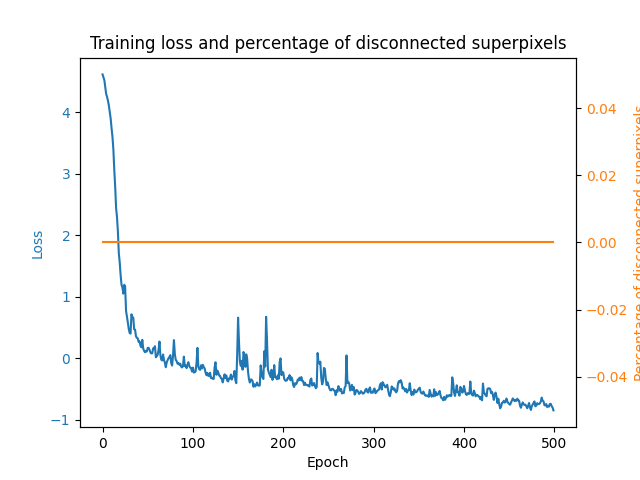 Training loss and percentage of disconnected superpixels
4
3
2
1
0
−1
Loss
0.04
0.02
0.00
−0.02
−0.04
Percentage of disconnected superpixels
0 100 200 300 400 500
Epoch